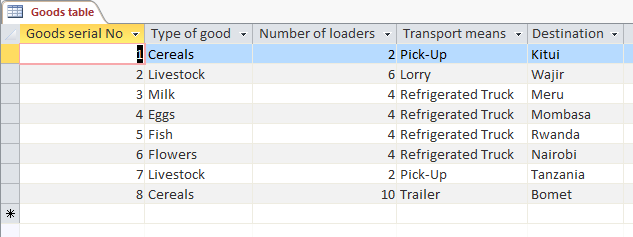 Goods table
Goods serial No Type of good Number of loaders Transport means Destination
1 Cereals 2 Pick-Up Kitui
2 Livestock 6 Lorry Wajir
3 Milk 4 Refrigerated Truck Meru
4 Eggs 4 Refrigerated Truck Mombasa
5 Fish 4 Refrigerated Truck Rwanda
6 Flowers 4 Refrigerated Truck Nairobi
7 Livestock 2 Pick-Up Tanzania
8 Cereals 10 Trailer Bomet